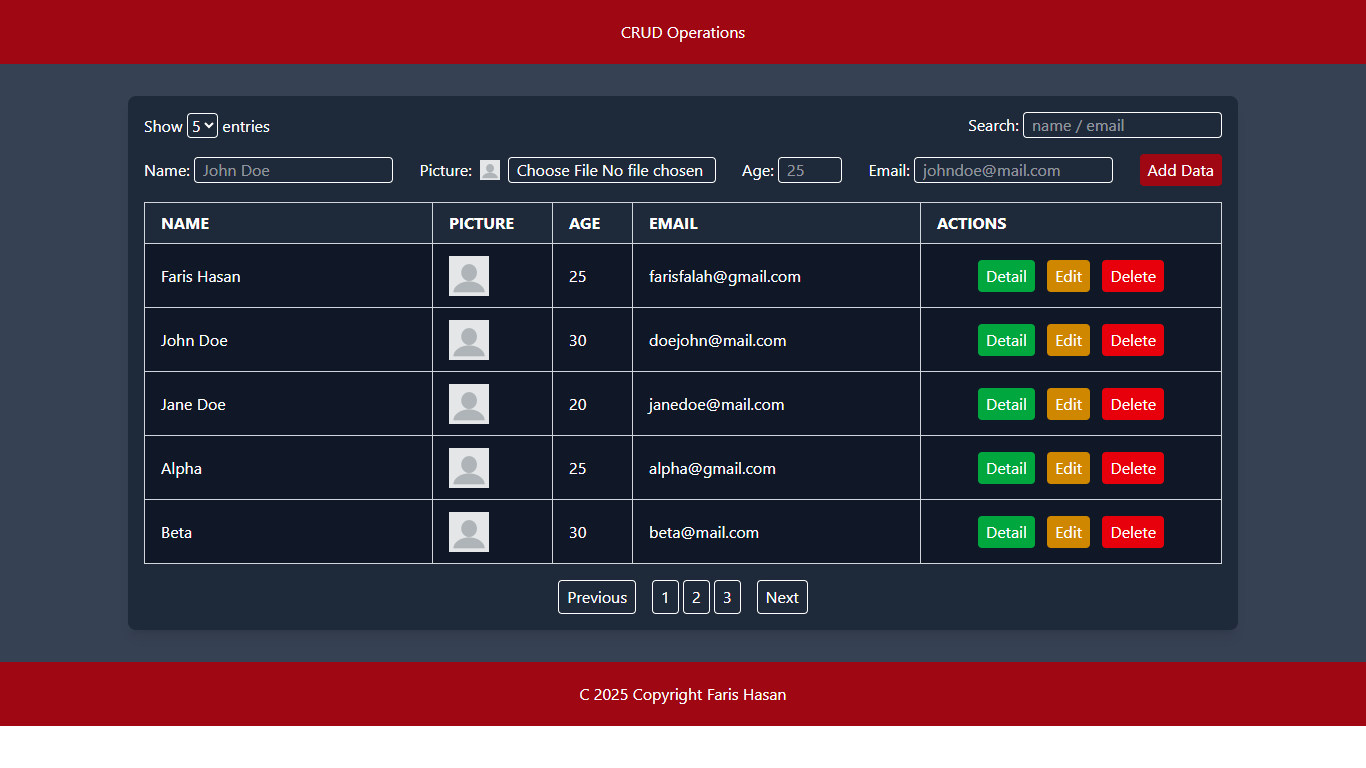 CRUD Operations
Show 5 entries Search: name / email
Name: John Doe Picture: Choose File No file chosen Age: 25 Email: johndoe@mail.com Add Data
NAME PICTURE AGE EMAIL ACTIONS
Faris Hasan 25 farisfalah@gmail.com Detail Edit Delete
John Doe 30 doejohn@mail.com Detail Edit Delete
Jane Doe 20 janedoe@mail.com Detail Edit Delete
Alpha 25 alpha@gmail.com Detail Edit Delete
Beta 30 beta@mail.com Detail Edit Delete
Previous 1 2 3 Next
C 2025 Copyright Faris Hasan